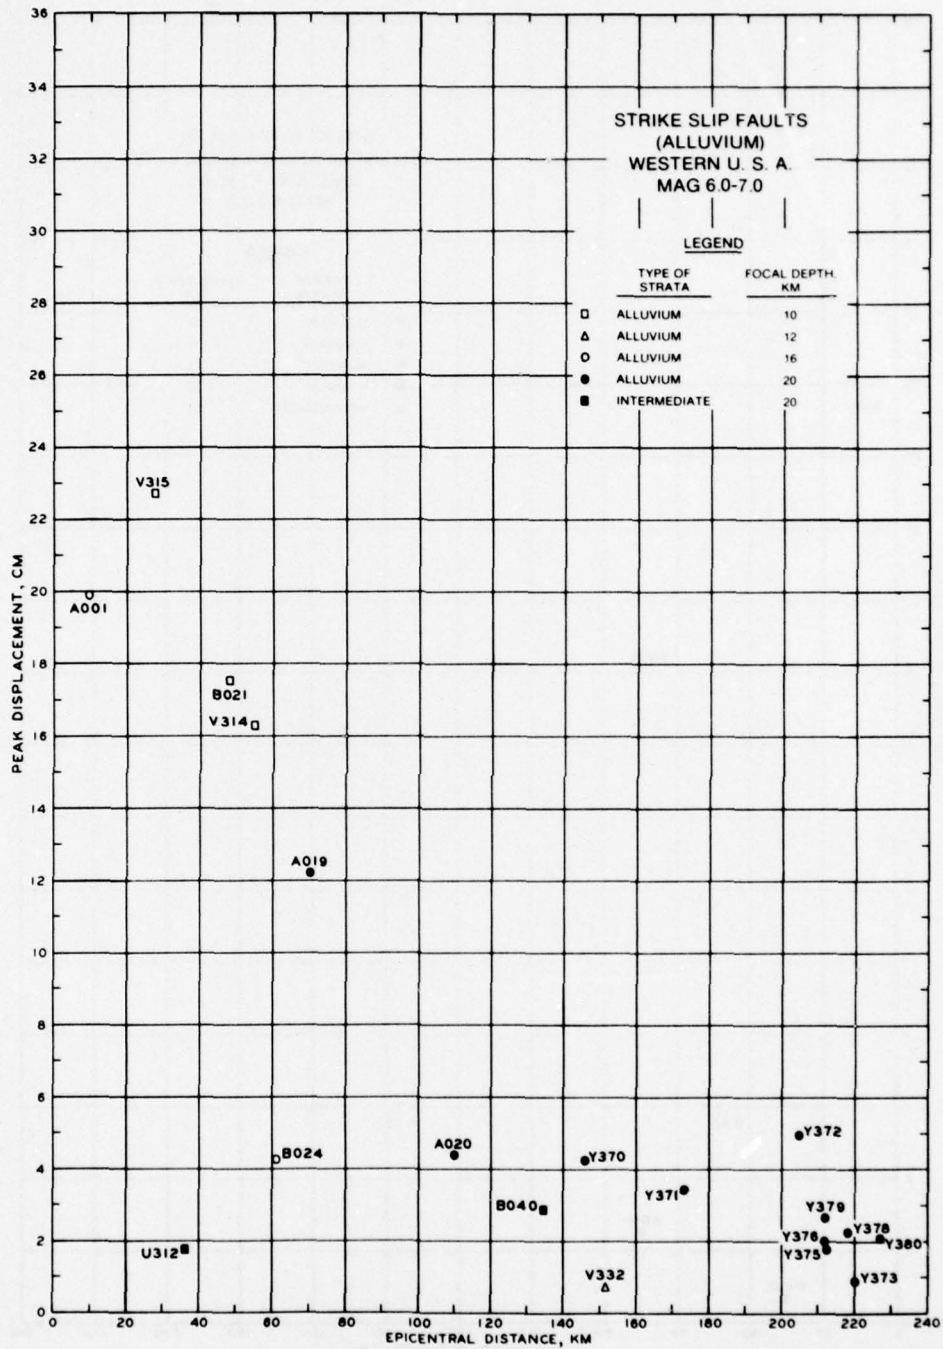 36
34
32
30
28
26
24
22
20
18
16
14
12
10
8
6
4
2
0
PEAK DISPLACEMENT, CM
STRIKE SLIP FAULTS
(ALLUVIUM)
WESTERN U. S. A.
MAG 6.0-7.0
LEGEND
TYPE OF STRATA FOCAL DEPTH, KM
ALLUVIUM 10
ALLUVIUM 12
ALLUVIUM 16
ALLUVIUM 20
INTERMEDIATE 20
V315
A001
B021
V314
A019
B024
A020
Y370
Y372
Y371
B040
Y379
Y378
Y376
Y380
Y375
U312
V332
Y373
0 20 40 60 80 100 120 140 160 180 200 220 240
EPICENTRAL DISTANCE, KM